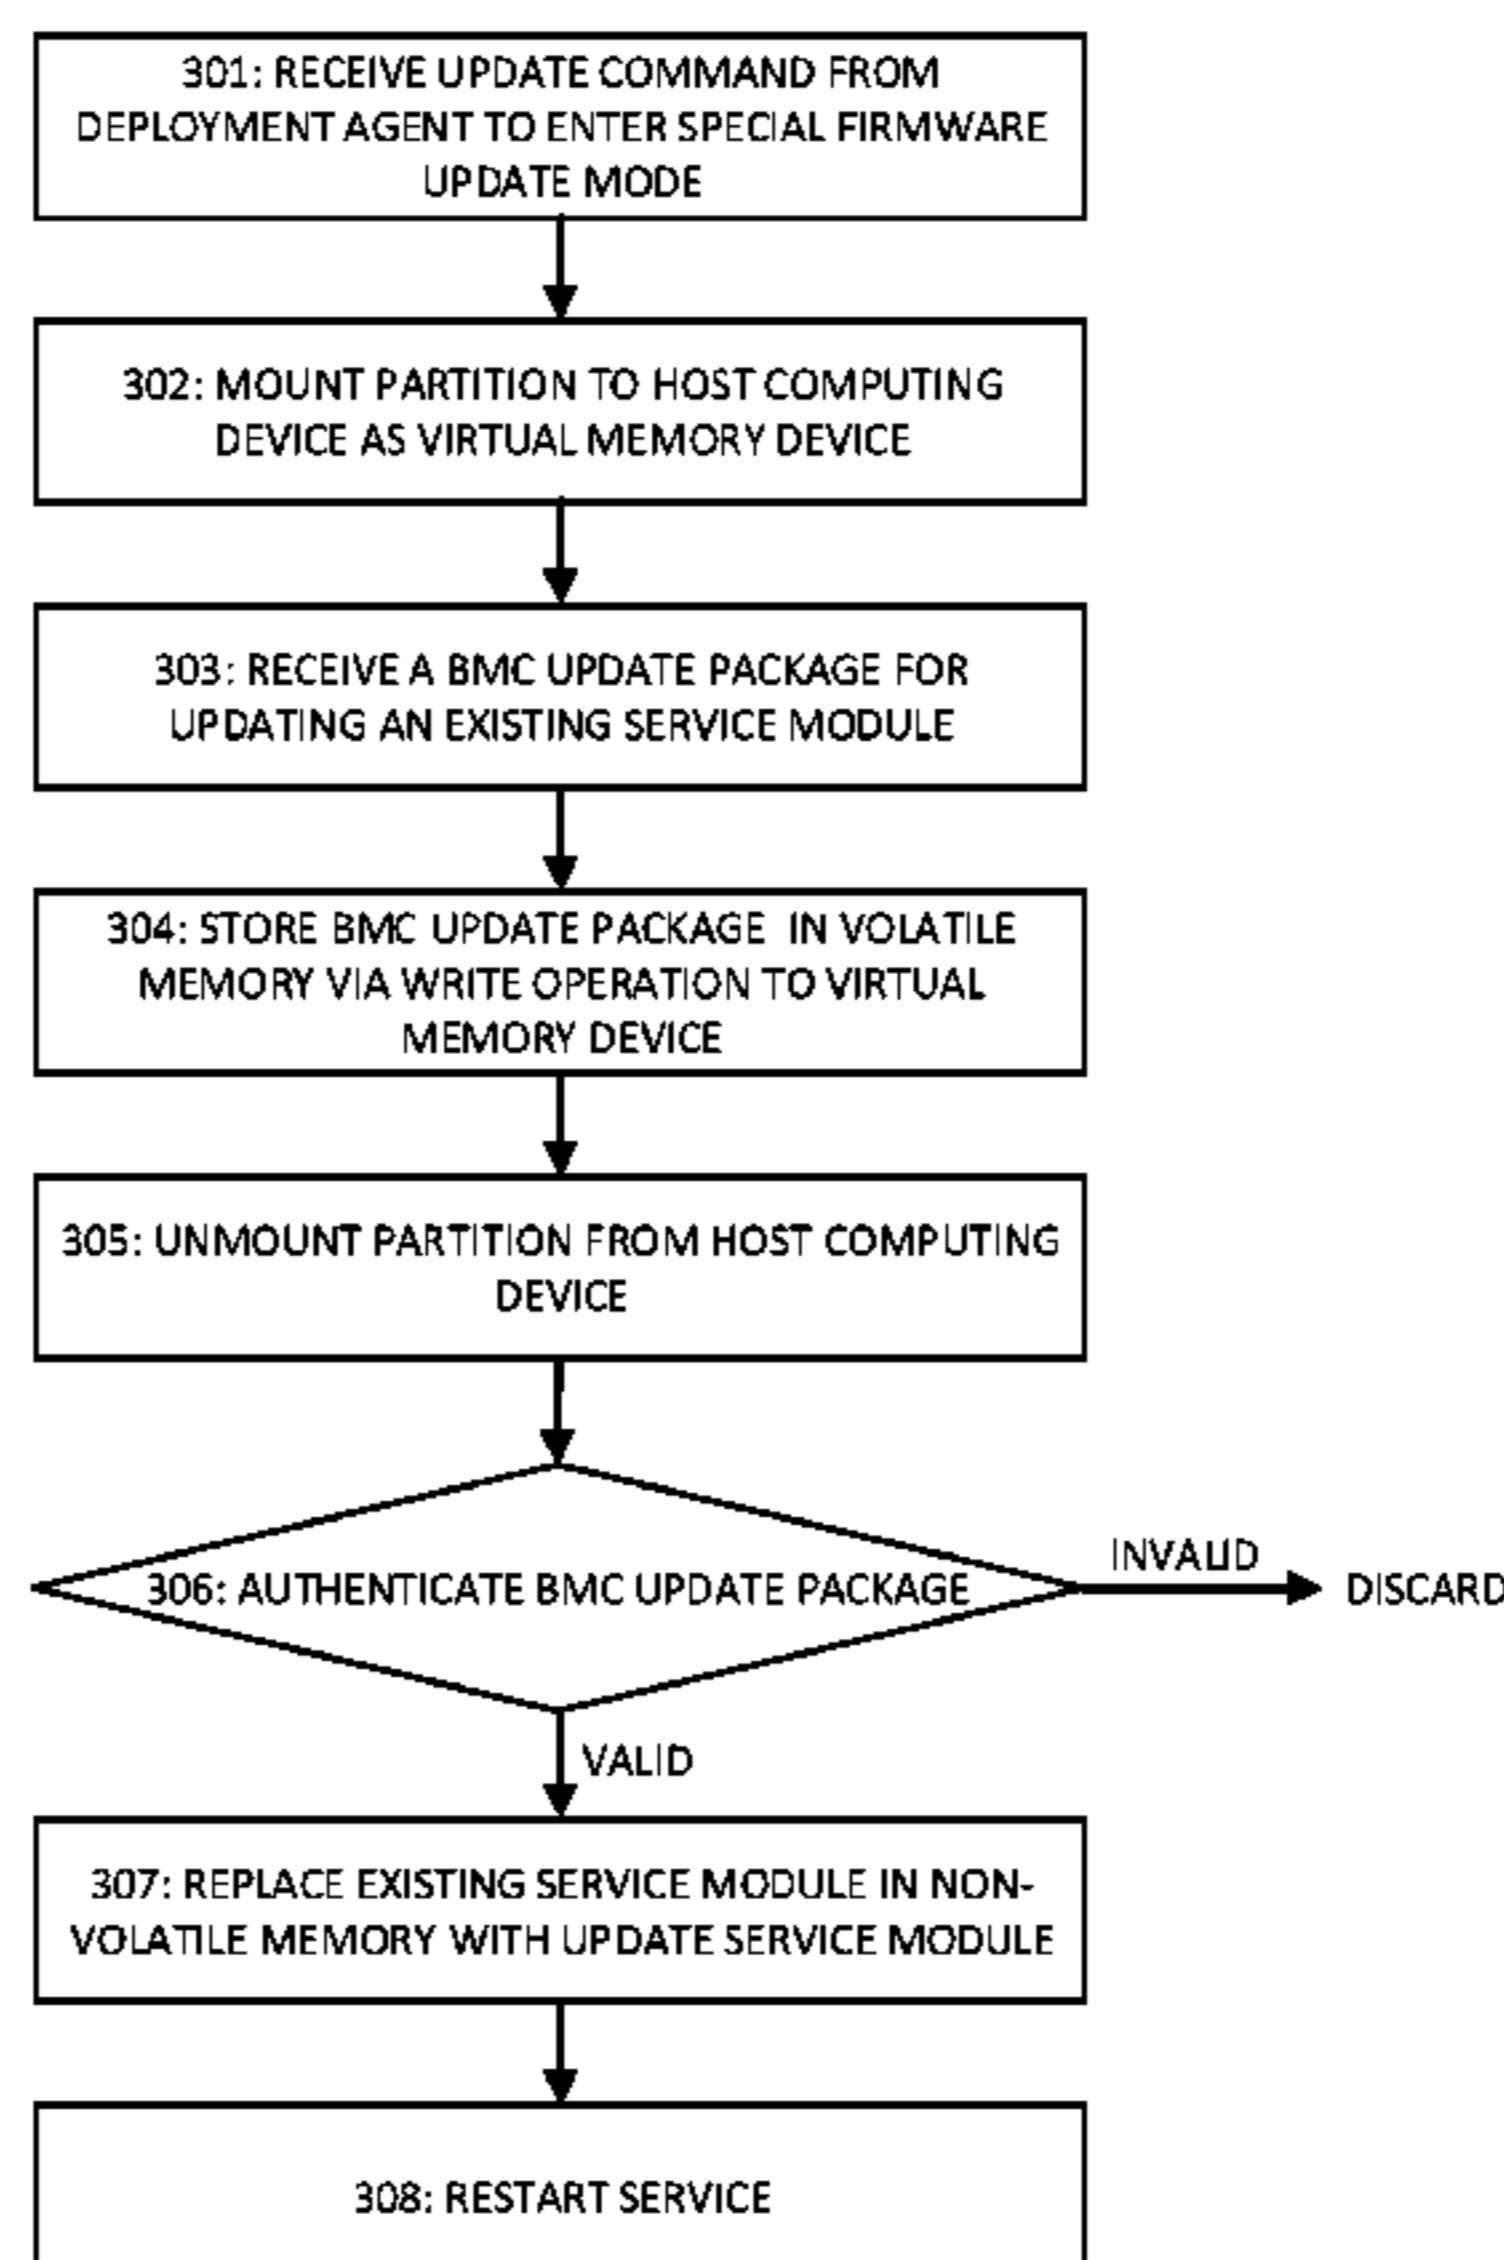 301: RECEIVE UPDATE COMMAND FROM
DEPLOYMENT AGENT TO ENTER SPECIAL FIRMWARE
UPDATE MODE
302: MOUNT PARTITION TO HOST COMPUTING
DEVICE AS VIRTUAL MEMORY DEVICE
303: RECEIVE A BMC UPDATE PACKAGE FOR
UPDATING AN EXISTING SERVICE MODULE
304: STORE BMC UPDATE PACKAGE IN VOLATILE
MEMORY VIA WRITE OPERATION TO VIRTUAL
MEMORY DEVICE
305: UNMOUNT PARTITION FROM HOST COMPUTING
DEVICE
306: AUTHENTICATE BMC UPDATE PACKAGE
INVALID
DISCARD
VALID
307: REPLACE EXISTING SERVICE MODULE IN NON-
VOLATILE MEMORY WITH UPDATE SERVICE MODULE
308: RESTART SERVICE